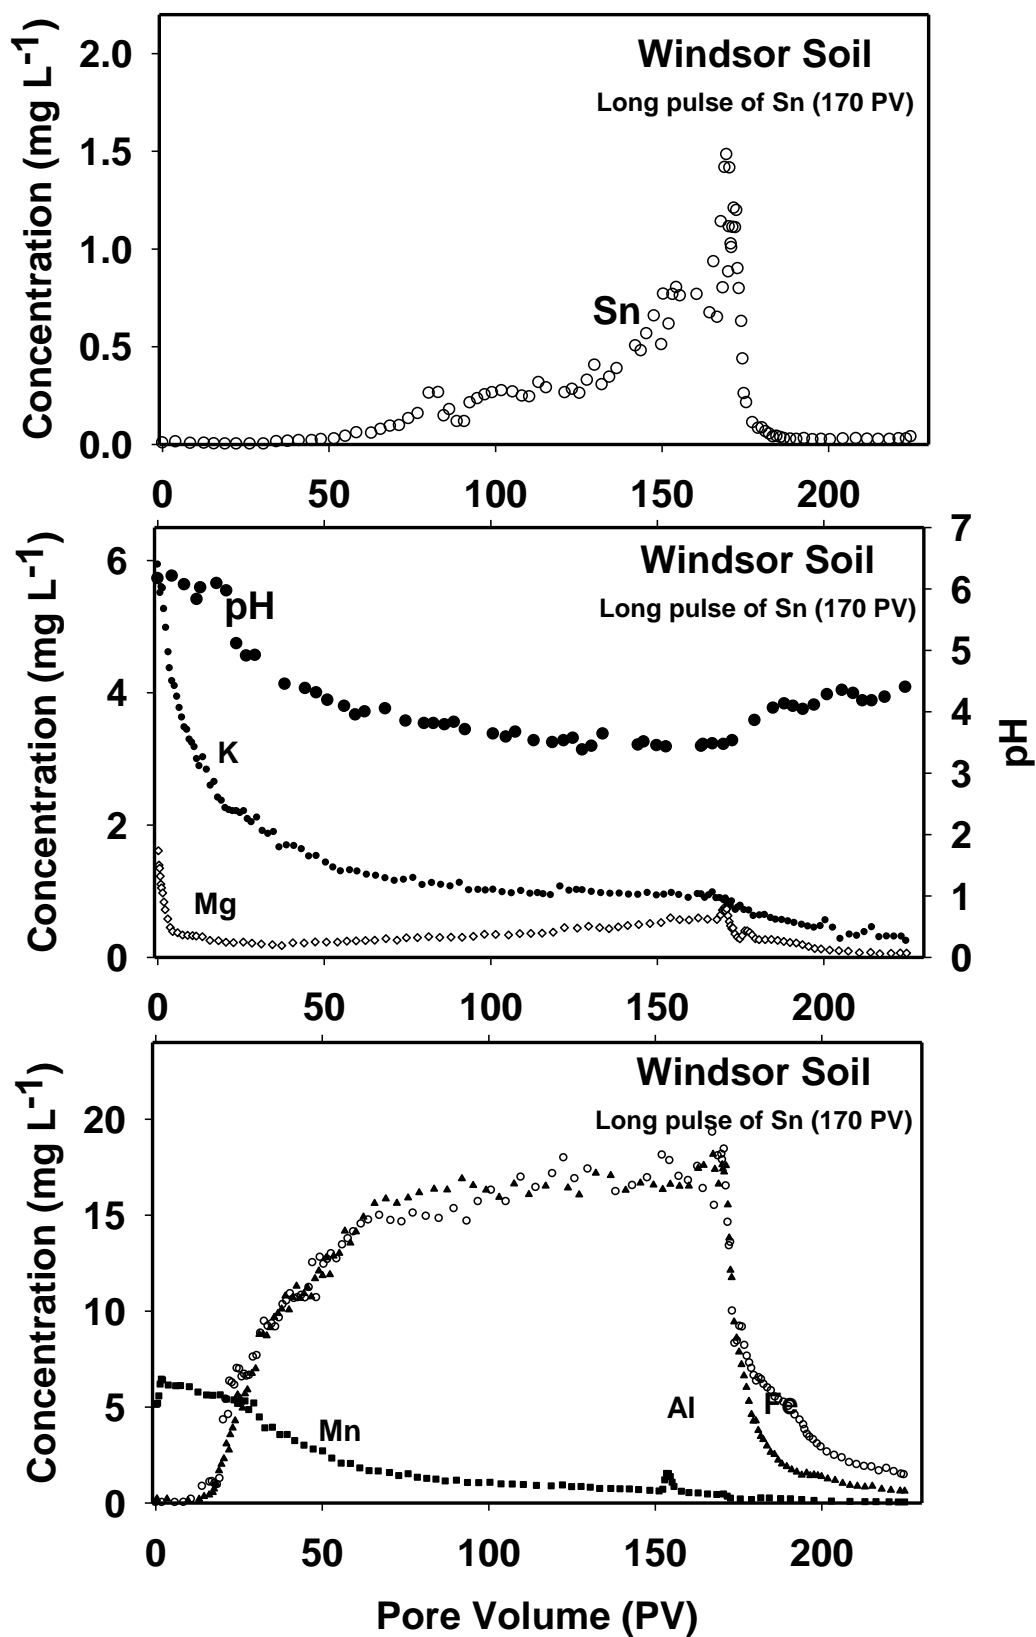 Windsor Soil
Long pulse of Sn (170 PV)
Concentration (mg L-1)
2.0
1.5
1.0
0.5
0.0
Sn
0 50 100 150 200
Windsor Soil
Long pulse of Sn (170 PV)
Concentration (mg L-1)
6
4
2
0
pH
K
Mg
7
6
5
4
3
2
1
0
pH
0 50 100 150 200
Windsor Soil
Long pulse of Sn (170 PV)
Concentration (mg L-1)
20
15
10
5
0
Mn
Al
Fe
0 50 100 150 200
Pore Volume (PV)